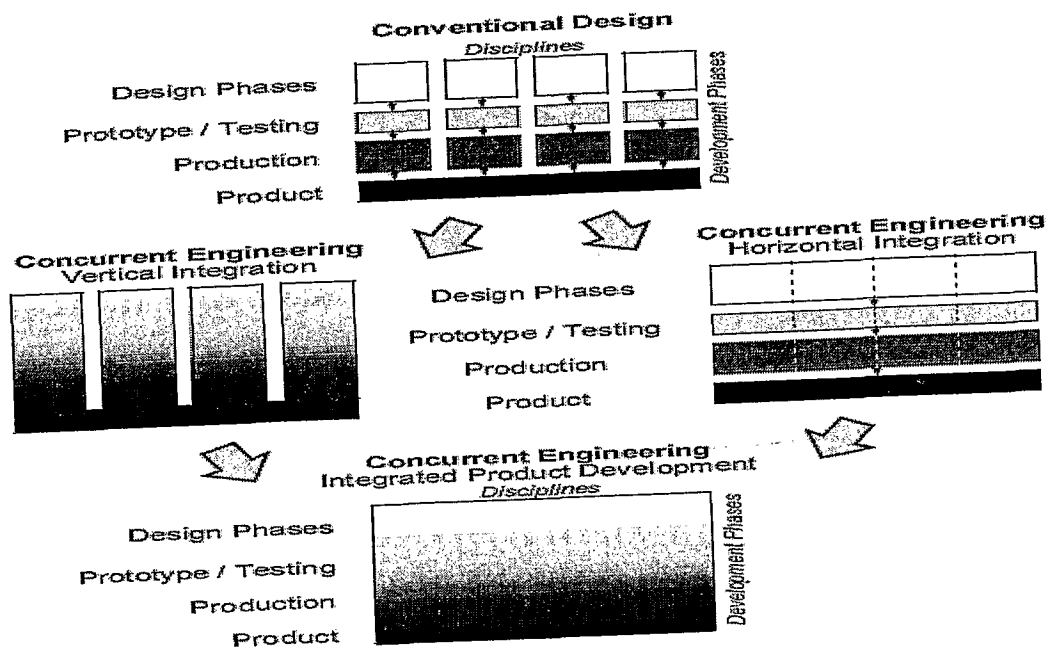 Conventional Design
Disciplines
Design Phases
Prototype / Testing
Production
Product
Development Phases
Concurrent Engineering
Vertical Integration
Concurrent Engineering
Horizontal Integration
Design Phases
Prototype / Testing
Production
Product
Concurrent Engineering
Integrated Product Development
Disciplines
Design Phases
Prototype / Testing
Production
Product
Development Phases